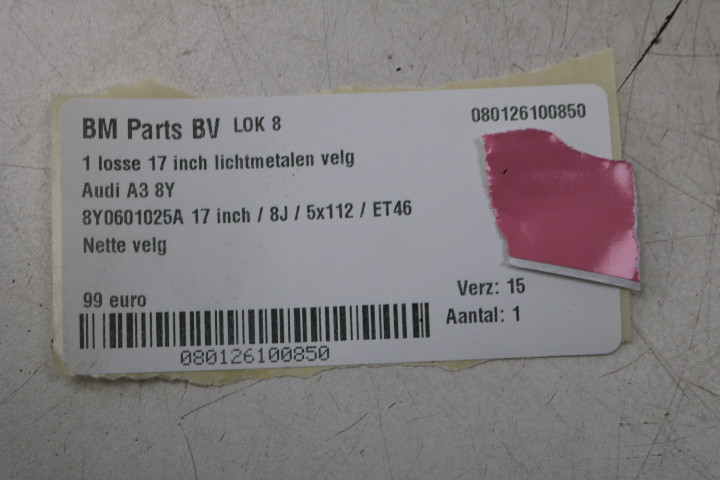 BM Parts BV LOK 8
080126100850
1 losse 17 inch lichtmetalen velg
Audi A3 8Y
8Y0601025A 17 inch / 8J / 5x112 / ET46
Nette velg
99 euro
Verz: 15
Aantal: 1
080126100850